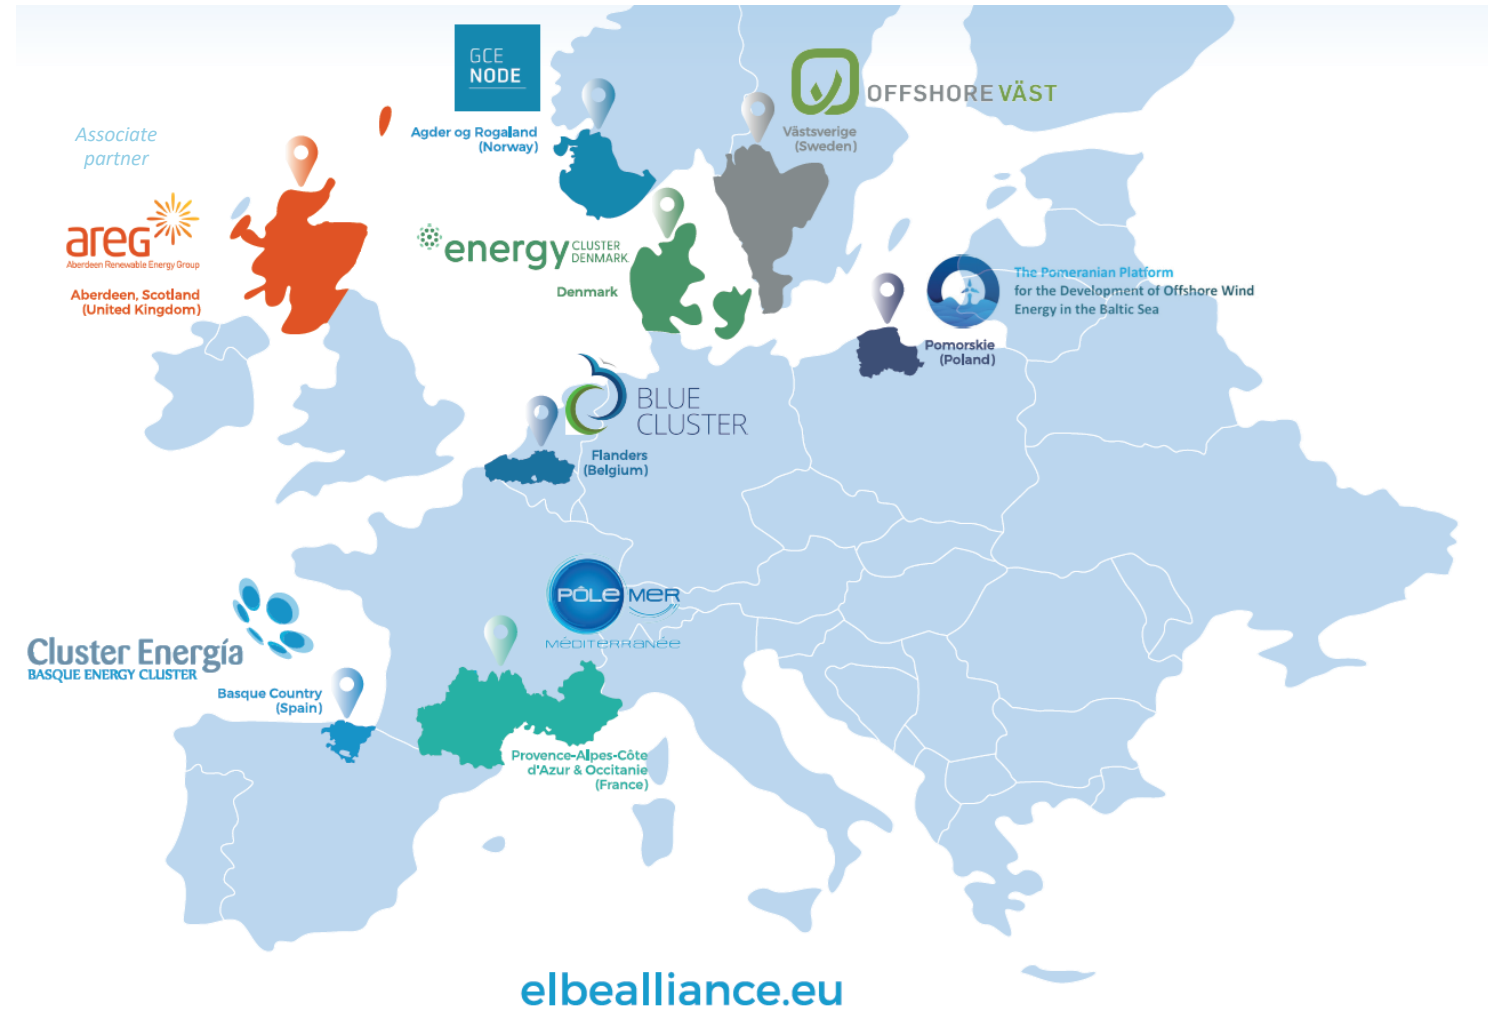 GCE
NODE
Agder og Rogaland
(Norway)
OFFSHORE VÄST
Västsverige
(Sweden)
Associate
partner
areg
Aberdeen Renewable Energy Group
Aberdeen, Scotland
(United Kingdom)
energy CLUSTER
DENMARK
Denmark
The Pomeranian Platform
for the Development of Offshore Wind
Energy in the Baltic Sea
Pomorskie
(Poland)
BLUE
CLUSTER
Flanders
(Belgium)
PÔLE MER
MÉDITERRANÉE
Cluster Energía
BASQUE ENERGY CLUSTER
Basque Country
(Spain)
Provence-Alpes-Côte
d'Azur & Occitanie
(France)
elbealliance.eu